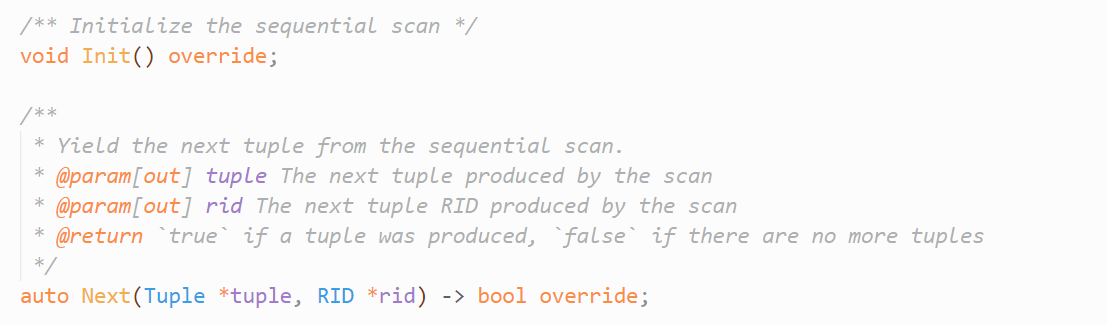 /** Initialize the sequential scan */
void Init() override;
/**
* Yield the next tuple from the sequential scan.
* @param[out] tuple The next tuple produced by the scan
* @param[out] rid The next tuple RID produced by the scan
* @return `true` if a tuple was produced, `false` if there are no more tuples
*/
auto Next(Tuple *tuple, RID *rid) -> bool override;